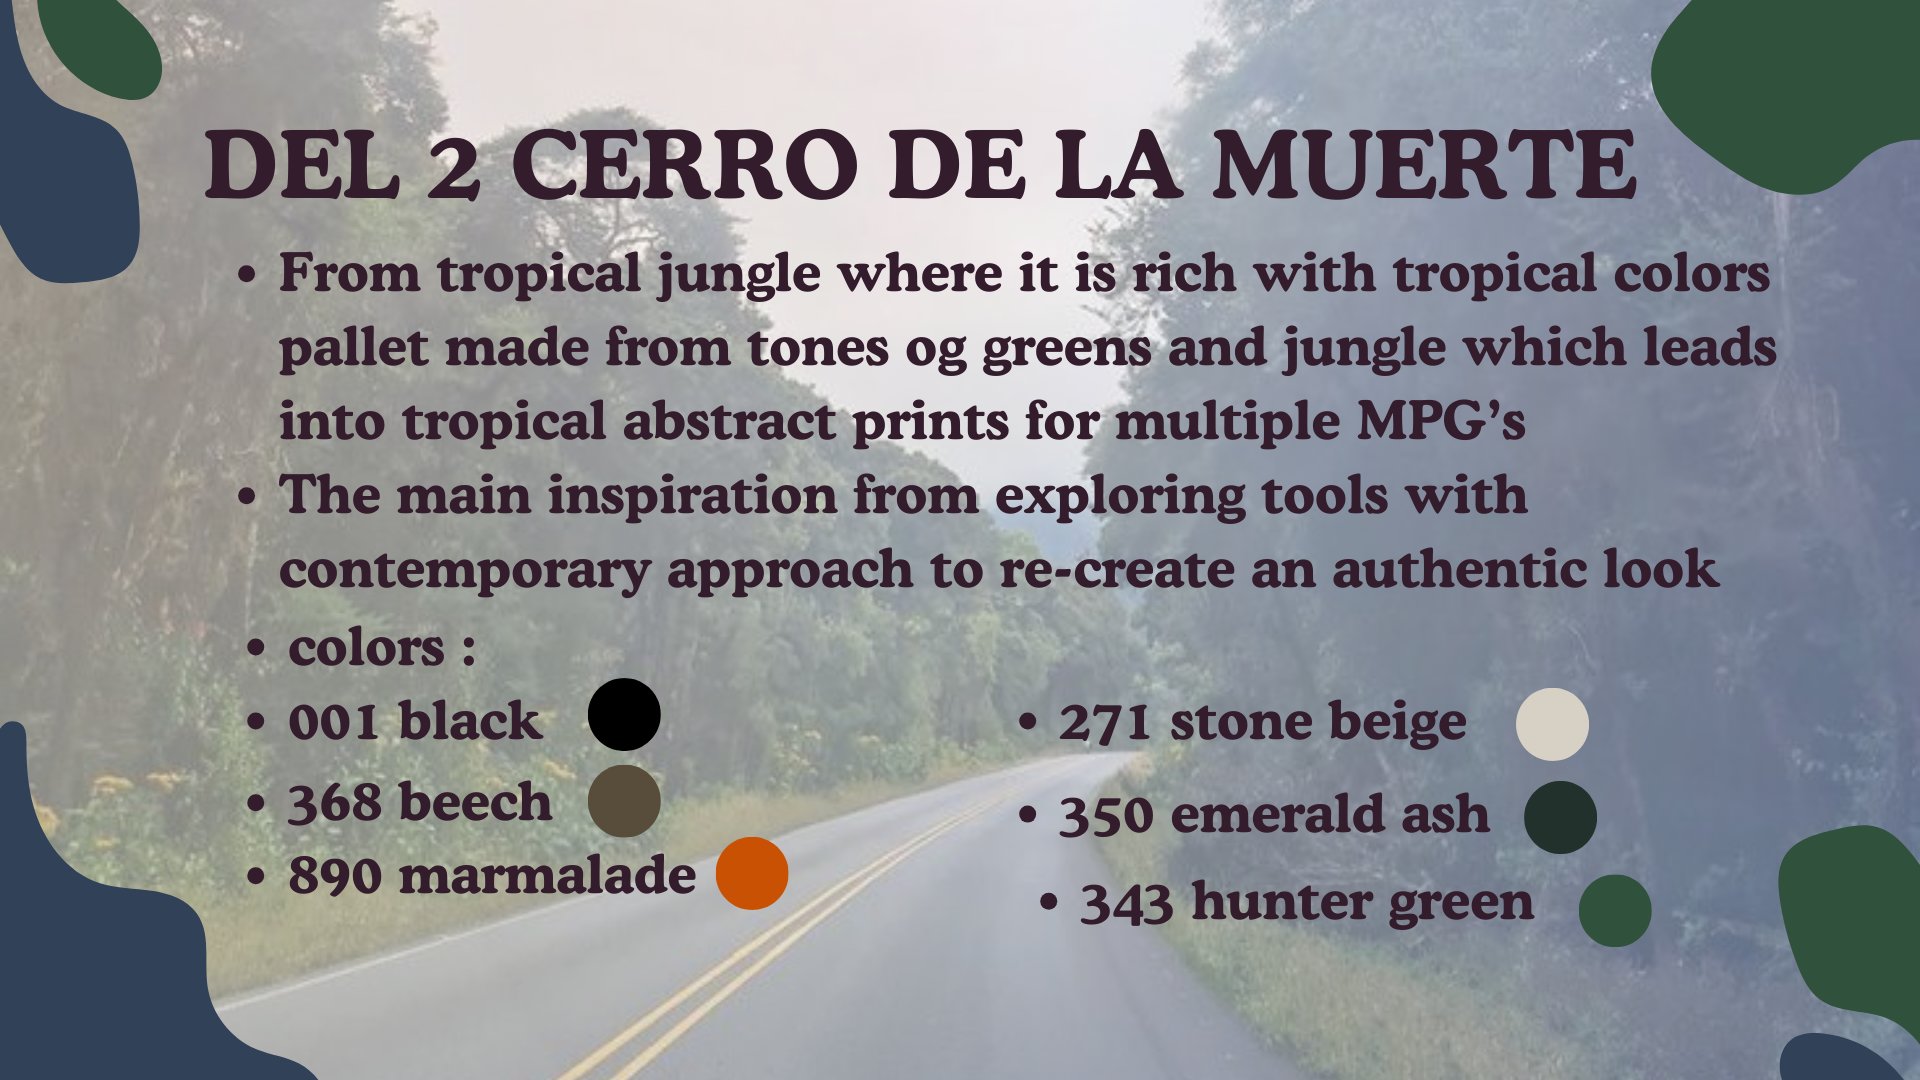 DEL 2 CERRO DE LA MUERTE
• From tropical jungle where it is rich with tropical colors
pallet made from tones og greens and jungle which leads
into tropical abstract prints for multiple MPG’s
• The main inspiration from exploring tools with
contemporary approach to re-create an authentic look
• colors :
• 001 black
• 368 beech
• 890 marmalade
• 271 stone beige
• 350 emerald ash
• 343 hunter green